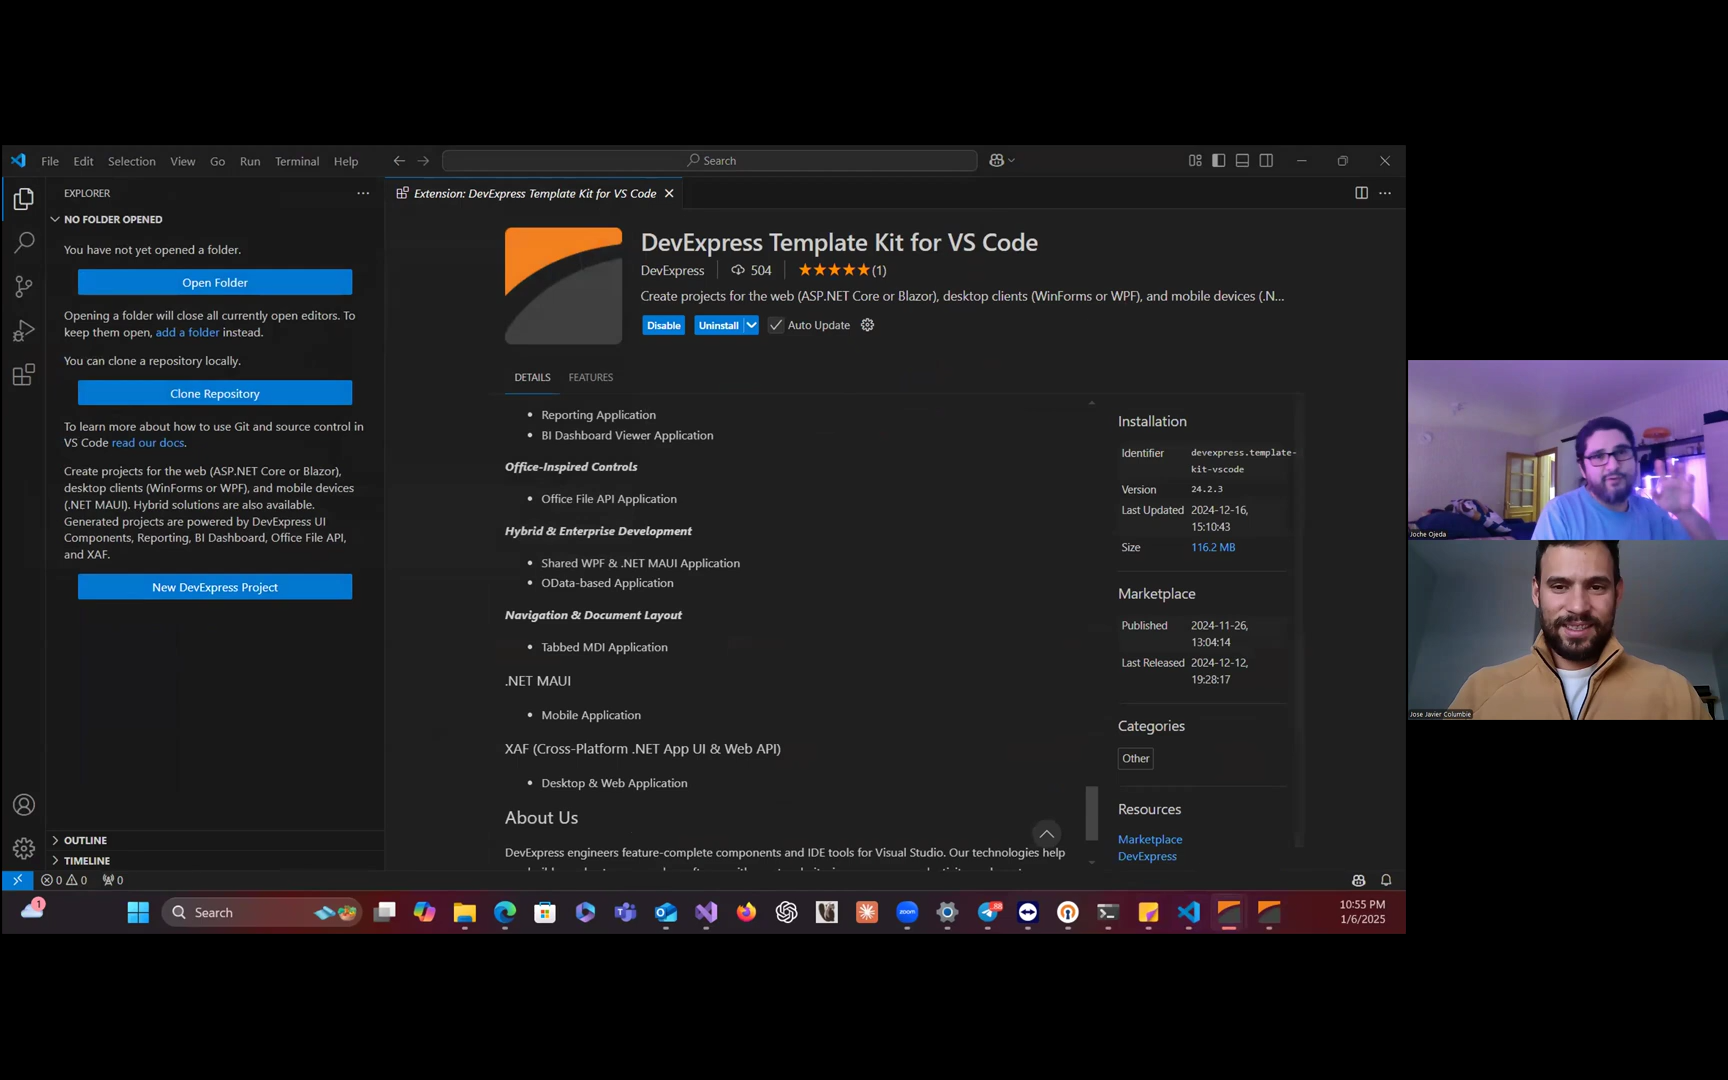 File Edit Selection View Go Run Terminal Help
Search
EXPLORER
Extension: DevExpress Template Kit for VS Code
NO FOLDER OPENED
You have not yet opened a folder.
Open Folder
Opening a folder will close all currently open editors. To
keep them open, add a folder instead.
You can clone a repository locally.
Clone Repository
To learn more about how to use Git and source control in
VS Code read our docs.
Create projects for the web (ASP.NET Core or Blazor),
desktop clients (WinForms or WPF), and mobile devices
(.NET MAUI). Hybrid solutions are also available.
Generated projects are powered by DevExpress UI
Components, Reporting, BI Dashboard, Office File API,
and XAF.
New DevExpress Project
OUTLINE
TIMELINE
DevExpress Template Kit for VS Code
DevExpress 504 (1)
Create projects for the web (ASP.NET Core or Blazor), desktop clients (WinForms or WPF), and mobile devices (.N...
Disable Uninstall Auto Update
DETAILS FEATURES
Reporting Application
BI Dashboard Viewer Application
Office-Inspired Controls
Office File API Application
Hybrid & Enterprise Development
Shared WPF & .NET MAUI Application
OData-based Application
Navigation & Document Layout
Tabbed MDI Application
.NET MAUI
Mobile Application
XAF (Cross-Platform .NET App UI & Web API)
Desktop & Web Application
About Us
DevExpress engineers feature-complete components and IDE tools for Visual Studio. Our technologies help
Installation
Identifier devexpress.template-
kit-vscode
Version 24.2.3
Last Updated 2024-12-16,
15:10:43
Size 116.2 MB
Marketplace
Published 2024-11-26,
13:04:14
Last Released 2024-12-12,
19:28:17
Categories
Other
Resources
Marketplace
DevExpress
0 0 0
1
Search
zoom
88
10:55 PM
1/6/2025
Joche Ojeda
Jose Javier Columbie